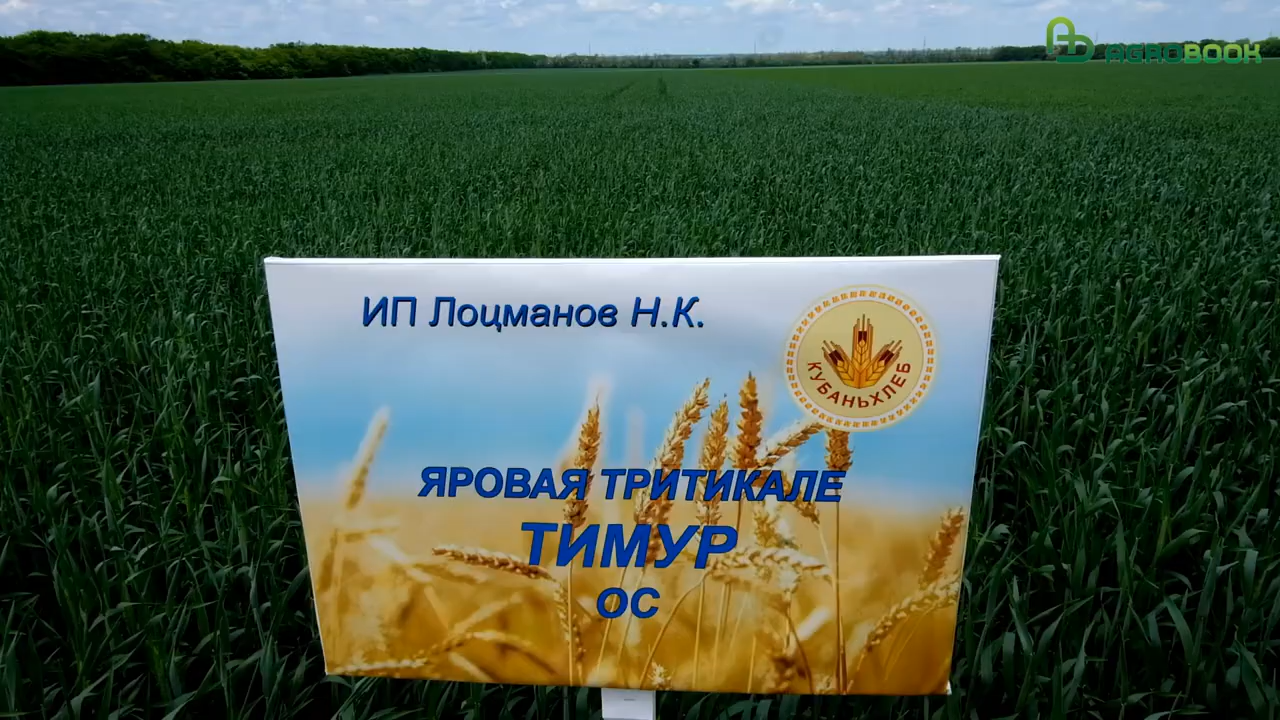 AGROBOOK
ИП Лоцманов Н.К.
КУБАНЬХЛЕБ
ЯРОВАЯ ТРИТИКАЛЕ
ТИМУР
ОС